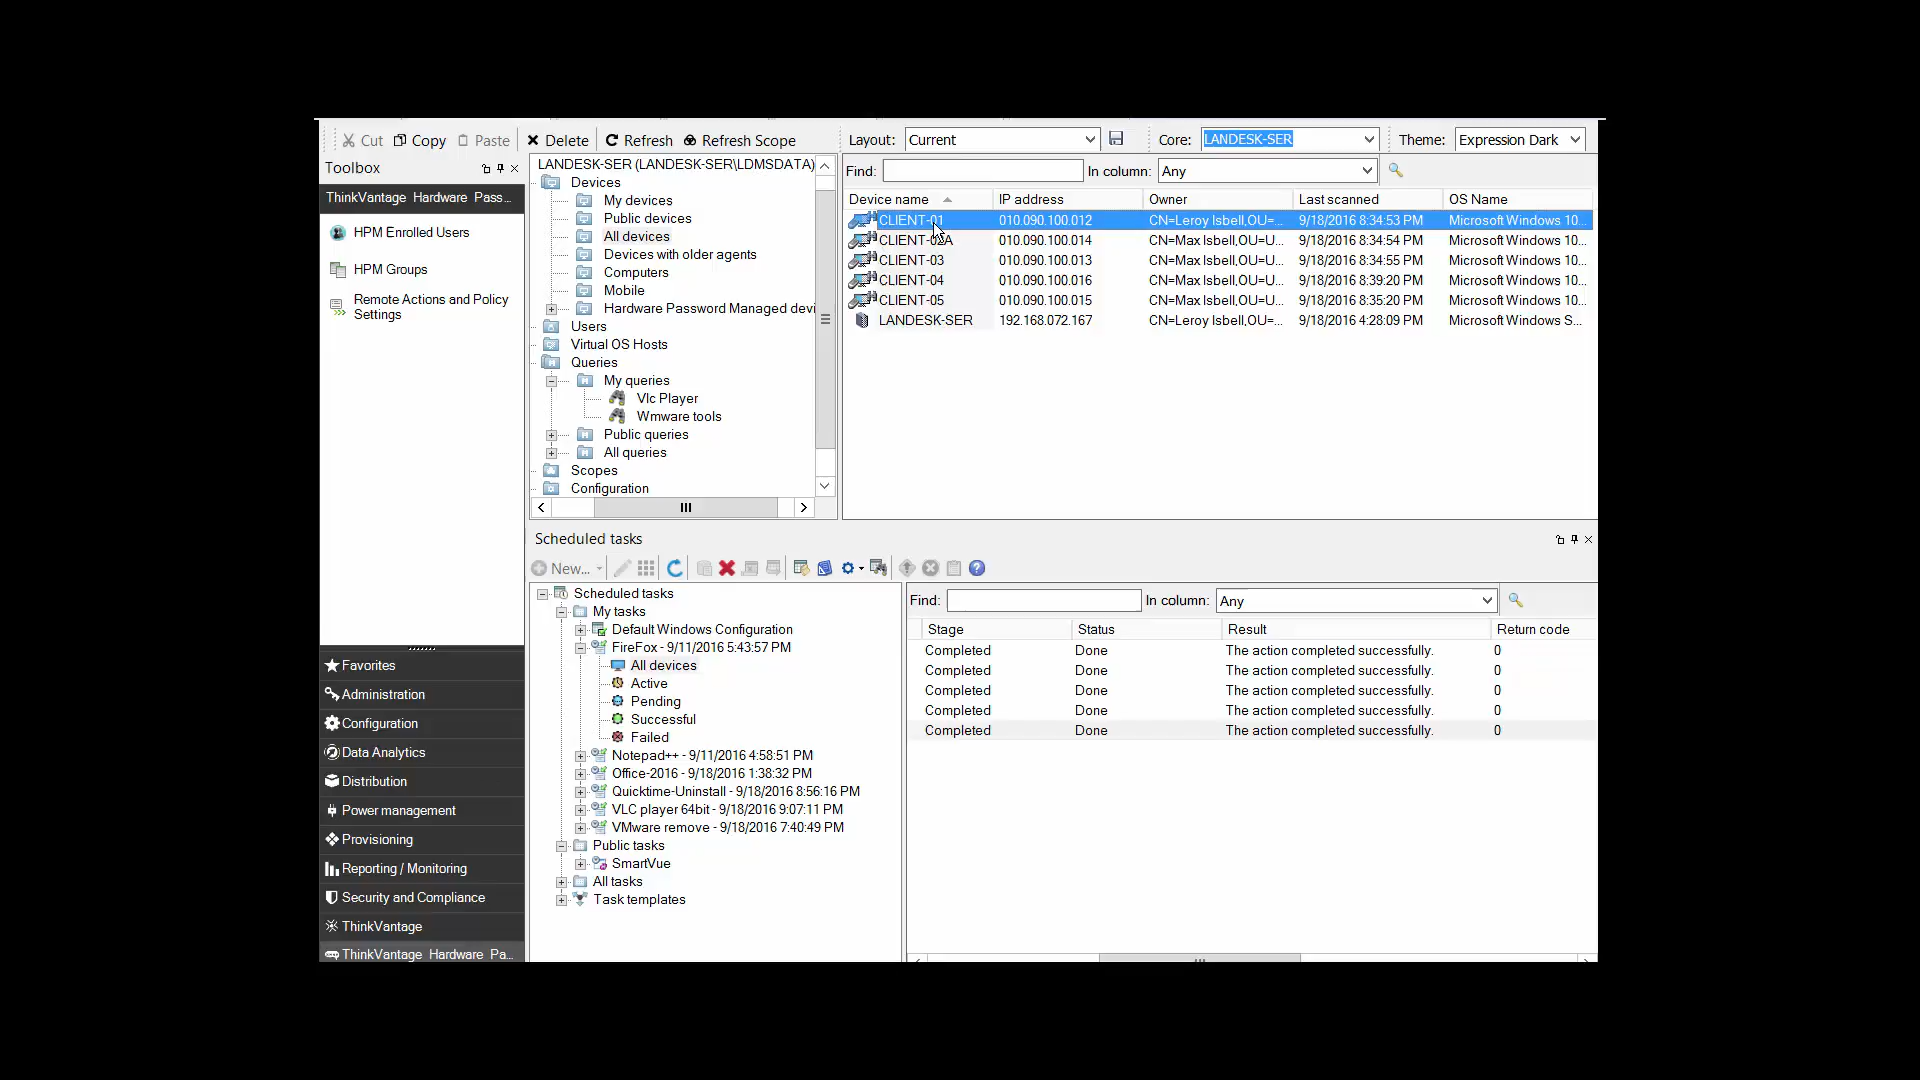 Cut Copy Paste Delete Refresh Refresh Scope Layout: Current Core: LANDESK-SER Theme: Expression Dark
Toolbox
ThinkVantage Hardware Pass...
HPM Enrolled Users
HPM Groups
Remote Actions and Policy
Settings
Favorites
Administration
Configuration
Data Analytics
Distribution
Power management
Provisioning
Reporting / Monitoring
Security and Compliance
ThinkVantage
ThinkVantage Hardware Pa...
LANDESK-SER (LANDESK-SER\LDMSDATA)
Devices
My devices
Public devices
All devices
Devices with older agents
Computers
Mobile
Hardware Password Managed devi
Users
Virtual OS Hosts
Queries
My queries
Vlc Player
Wmware tools
Public queries
All queries
Scopes
Configuration
Find: In column: Any
Device name IP address Owner Last scanned OS Name
CLIENT-01 010.090.100.012 CN=Leroy Isbell,OU=... 9/18/2016 8:34:53 PM Microsoft Windows 10...
010.090.100.014 CN=Max Isbell,OU=U... 9/18/2016 8:34:54 PM Microsoft Windows 10...
CLIENT-03 010.090.100.013 CN=Max Isbell,OU=U... 9/18/2016 8:34:55 PM Microsoft Windows 10...
CLIENT-04 010.090.100.016 CN=Max Isbell,OU=U... 9/18/2016 8:39:20 PM Microsoft Windows 10...
CLIENT-05 010.090.100.015 CN=Max Isbell,OU=U... 9/18/2016 8:35:20 PM Microsoft Windows 10...
LANDESK-SER 192.168.072.167 CN=Leroy Isbell,OU=... 9/18/2016 4:28:09 PM Microsoft Windows S...
Scheduled tasks
New...
Scheduled tasks
My tasks
Default Windows Configuration
FireFox - 9/11/2016 5:43:57 PM
All devices
Active
Pending
Successful
Failed
Notepad++ - 9/11/2016 4:58:51 PM
Office-2016 - 9/18/2016 1:38:32 PM
Quicktime-Uninstall - 9/18/2016 8:56:16 PM
VLC player 64bit - 9/18/2016 9:07:11 PM
VMware remove - 9/18/2016 7:40:49 PM
Public tasks
SmartVue
All tasks
Task templates
Find: In column: Any
Stage Status Result Return code
Completed Done The action completed successfully. 0
Completed Done The action completed successfully. 0
Completed Done The action completed successfully. 0
Completed Done The action completed successfully. 0
Completed Done The action completed successfully. 0